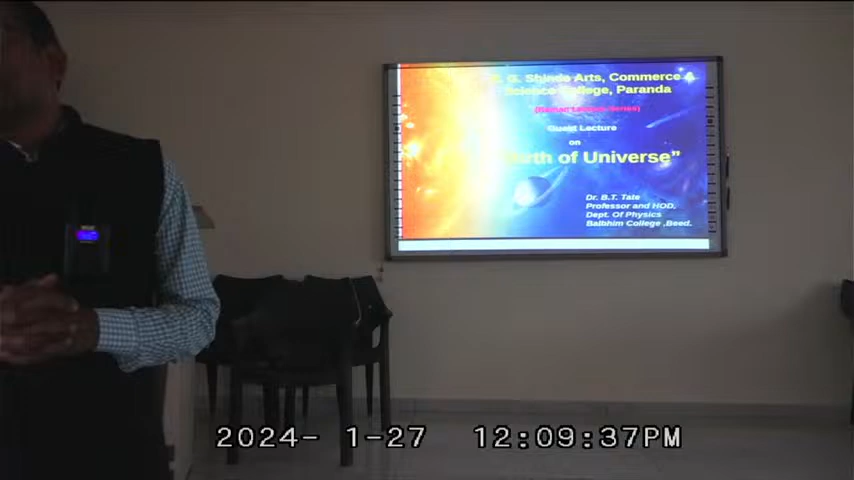 G. Shinde Arts, Commerce &
Science College, Paranda
Guest Lecture
on
of Universe”
Dr. B.T. Tate
Professor and HOD,
Dept. Of Physics
Balbhim College ,Beed.
2024- 1-27 12:09:37PM